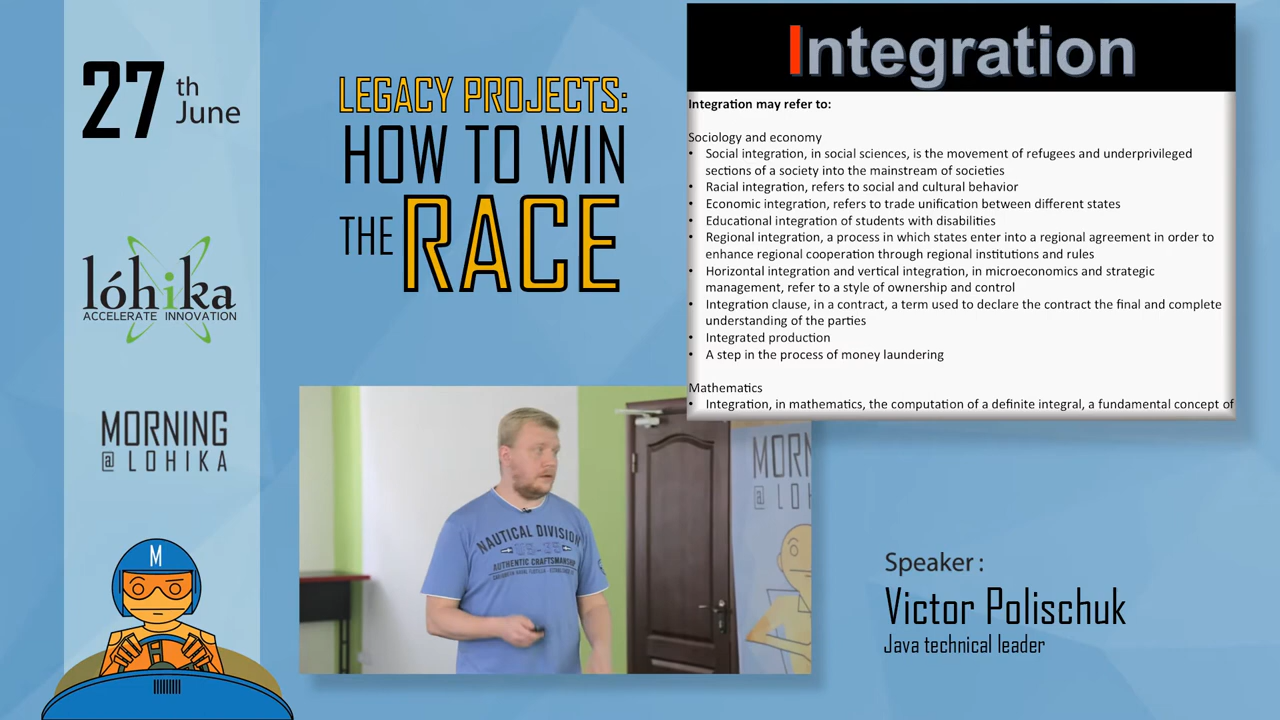 27 th June
lóhika
ACCELERATE INNOVATION
MORNING
@ LOHIKA
M
LEGACY PROJECTS:
HOW TO WIN
THE RACE
Integration
Integration may refer to:
Sociology and economy
• Social integration, in social sciences, is the movement of refugees and underprivileged
sections of a society into the mainstream of societies
• Racial integration, refers to social and cultural behavior
• Economic integration, refers to trade unification between different states
• Educational integration of students with disabilities
• Regional integration, a process in which states enter into a regional agreement in order to
enhance regional cooperation through regional institutions and rules
• Horizontal integration and vertical integration, in microeconomics and strategic
management, refer to a style of ownership and control
• Integration clause, in a contract, a term used to declare the contract the final and complete
understanding of the parties
• Integrated production
• A step in the process of money laundering
Mathematics
• Integration, in mathematics, the computation of a definite integral, a fundamental concept of
NAUTICAL DIVISION
AUTHENTIC CRAFTSMANSHIP
MORN
@ LOH
Speaker :
Victor Polischuk
Java technical leader